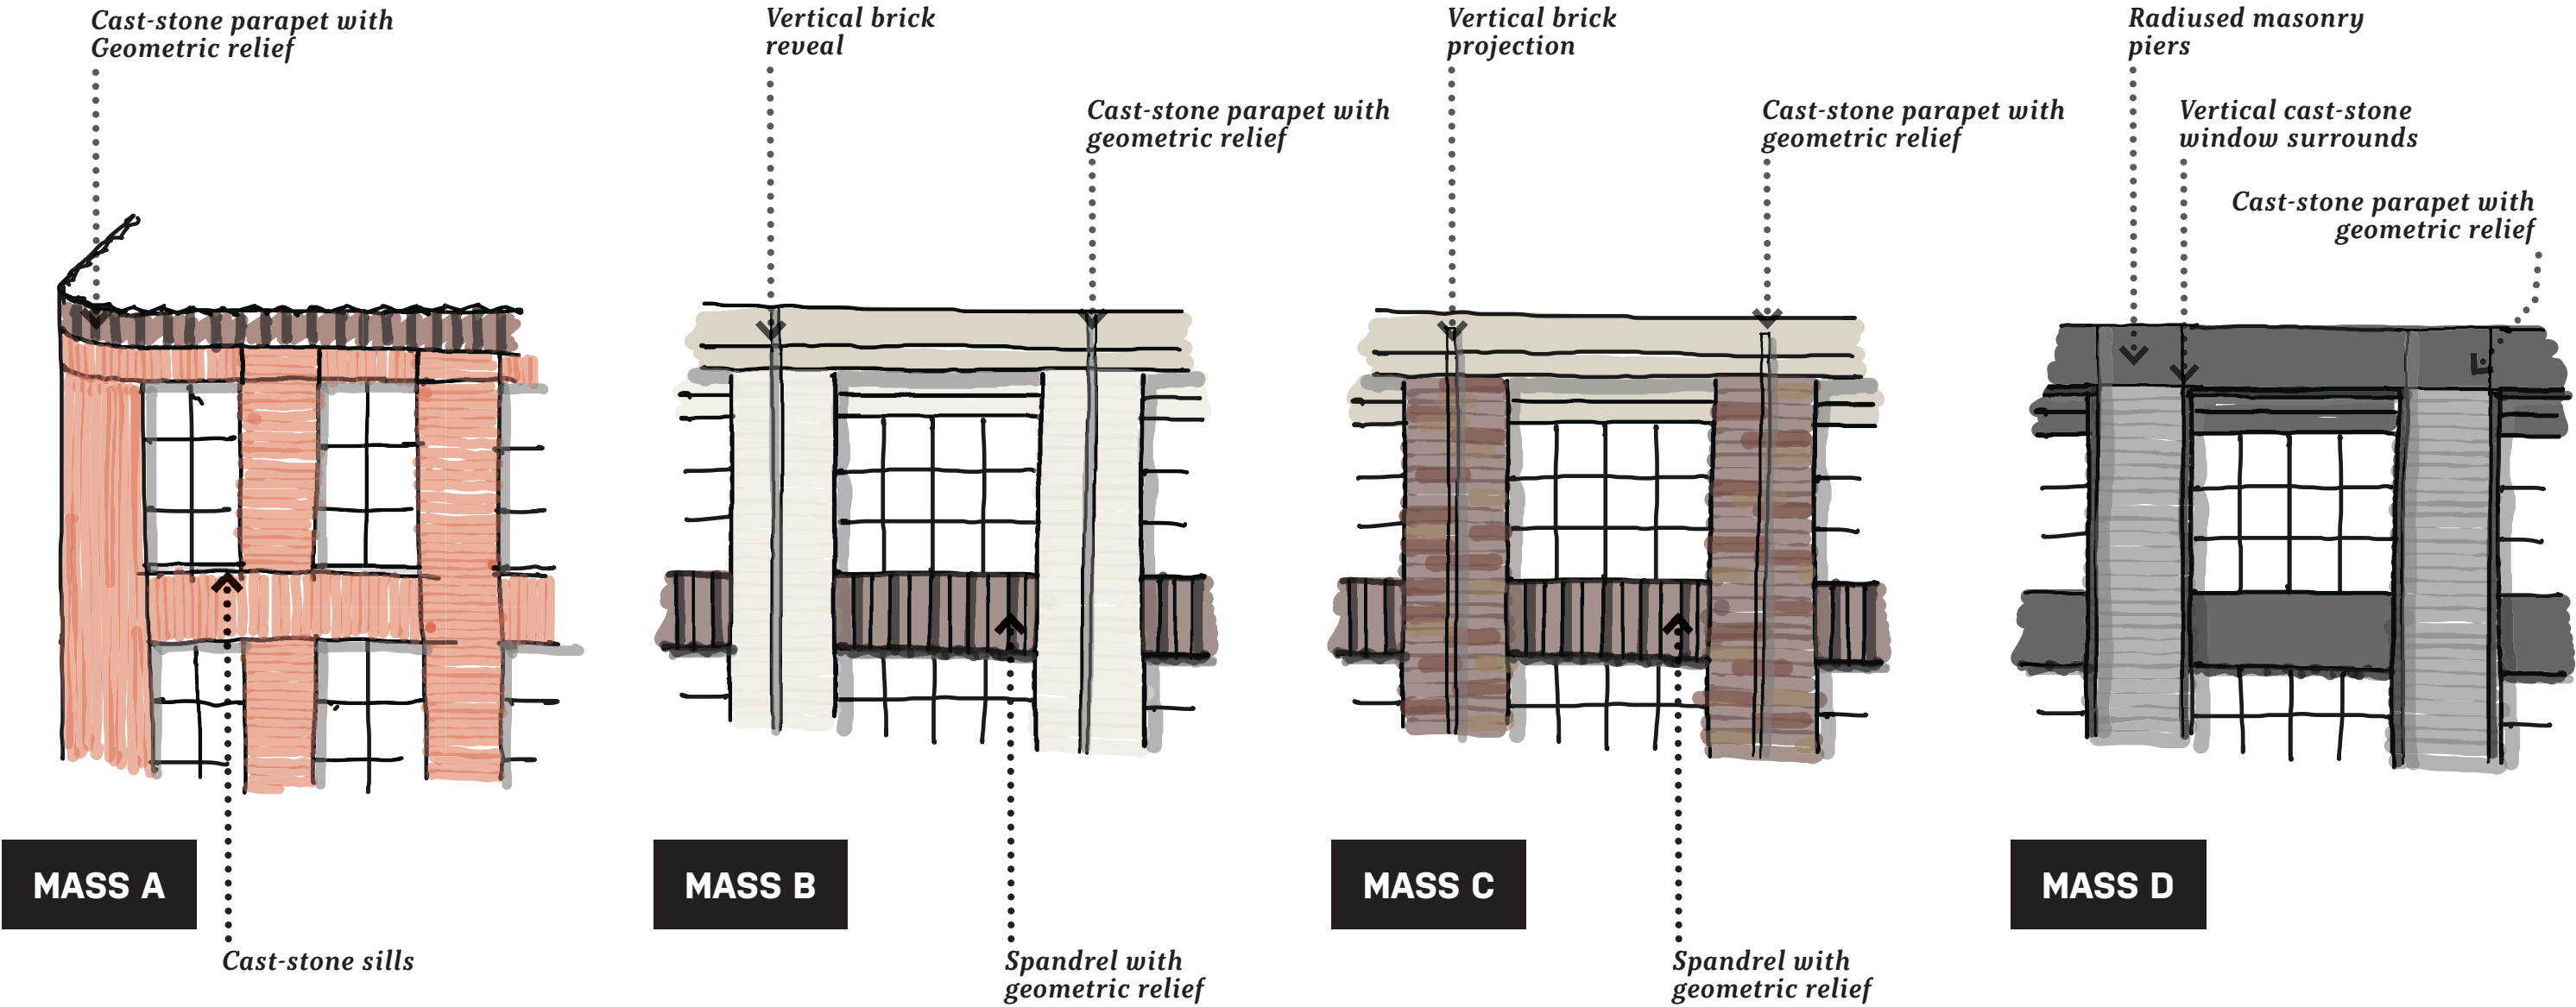 Cast-stone parapet with
Geometric relief
Vertical brick
reveal
Cast-stone parapet with
geometric relief
Vertical brick
projection
Cast-stone parapet with
geometric relief
Radiused masonry
piers
Vertical cast-stone
window surrounds
Cast-stone parapet with
geometric relief
MASS A
MASS B
MASS C
MASS D
Cast-stone sills
Spandrel with
geometric relief
Spandrel with
geometric relief